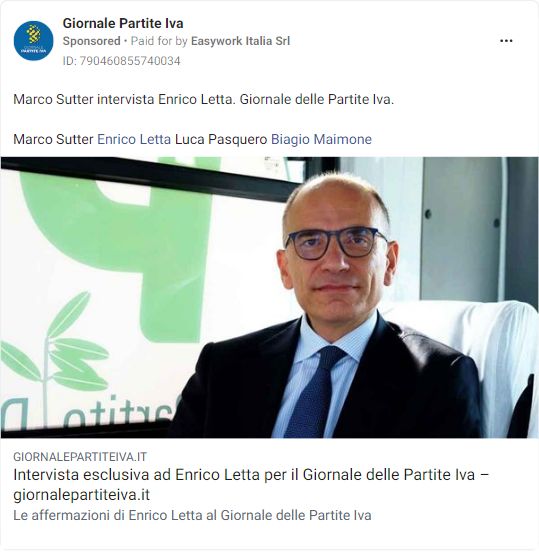 Giornale Partite Iva
Sponsored • Paid for by Easywork Italia Srl
ID: 790460855740034
Marco Sutter intervista Enrico Letta. Giornale delle Partite Iva.
Marco Sutter Enrico Letta Luca Pasquero Biagio Maimone
artito D
GIORNALEPARTITEIVA.IT
Intervista esclusiva ad Enrico Letta per il Giornale delle Partite Iva –
giornalepartiteiva.it
Le affermazioni di Enrico Letta al Giornale delle Partite Iva